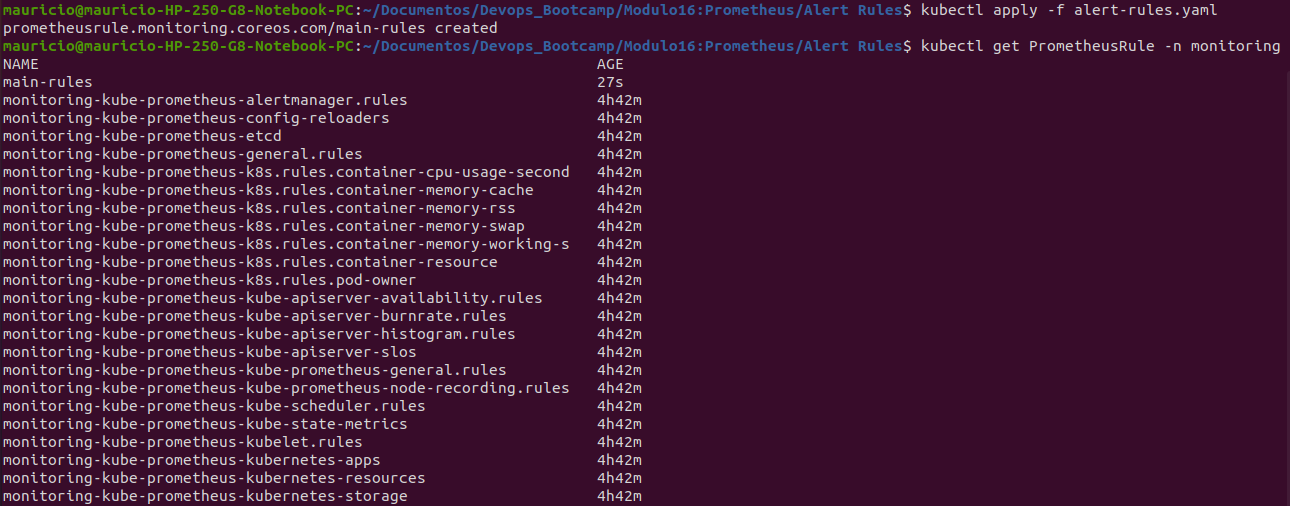 mauricio@mauricio-HP-250-G8-Notebook-PC:~/Documentos/Devops_Bootcamp/Modulo16:Prometheus/Alert Rules$ kubectl apply -f alert-rules.yaml
prometheusrule.monitoring.coreos.com/main-rules created
mauricio@mauricio-HP-250-G8-Notebook-PC:~/Documentos/Devops_Bootcamp/Modulo16:Prometheus/Alert Rules$ kubectl get PrometheusRule -n monitoring
NAME AGE
main-rules 27s
monitoring-kube-prometheus-alertmanager.rules 4h42m
monitoring-kube-prometheus-config-reloaders 4h42m
monitoring-kube-prometheus-etcd 4h42m
monitoring-kube-prometheus-general.rules 4h42m
monitoring-kube-prometheus-k8s.rules.container-cpu-usage-second 4h42m
monitoring-kube-prometheus-k8s.rules.container-memory-cache 4h42m
monitoring-kube-prometheus-k8s.rules.container-memory-rss 4h42m
monitoring-kube-prometheus-k8s.rules.container-memory-swap 4h42m
monitoring-kube-prometheus-k8s.rules.container-memory-working-s 4h42m
monitoring-kube-prometheus-k8s.rules.container-resource 4h42m
monitoring-kube-prometheus-k8s.rules.pod-owner 4h42m
monitoring-kube-prometheus-kube-apiserver-availability.rules 4h42m
monitoring-kube-prometheus-kube-apiserver-burnrate.rules 4h42m
monitoring-kube-prometheus-kube-apiserver-histogram.rules 4h42m
monitoring-kube-prometheus-kube-apiserver-slos 4h42m
monitoring-kube-prometheus-kube-prometheus-general.rules 4h42m
monitoring-kube-prometheus-kube-prometheus-node-recording.rules 4h42m
monitoring-kube-prometheus-kube-scheduler.rules 4h42m
monitoring-kube-prometheus-kube-state-metrics 4h42m
monitoring-kube-prometheus-kubelet.rules 4h42m
monitoring-kube-prometheus-kubernetes-apps 4h42m
monitoring-kube-prometheus-kubernetes-resources 4h42m
monitoring-kube-prometheus-kubernetes-storage 4h42m